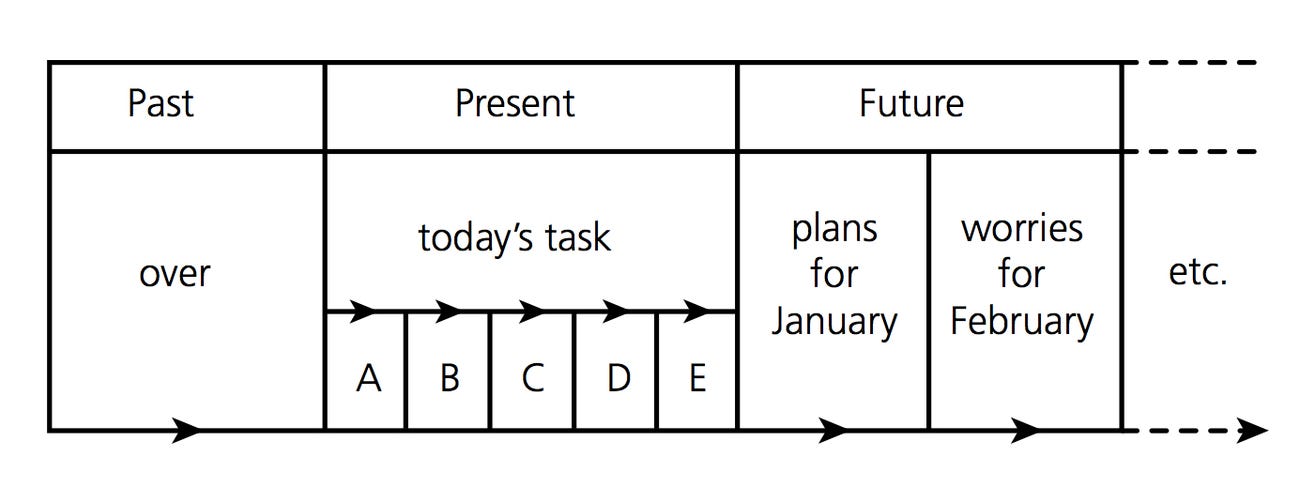 Past
Present
Future
over
today's task
A
B
C
D
E
plans
for
January
worries
for
February
etc.